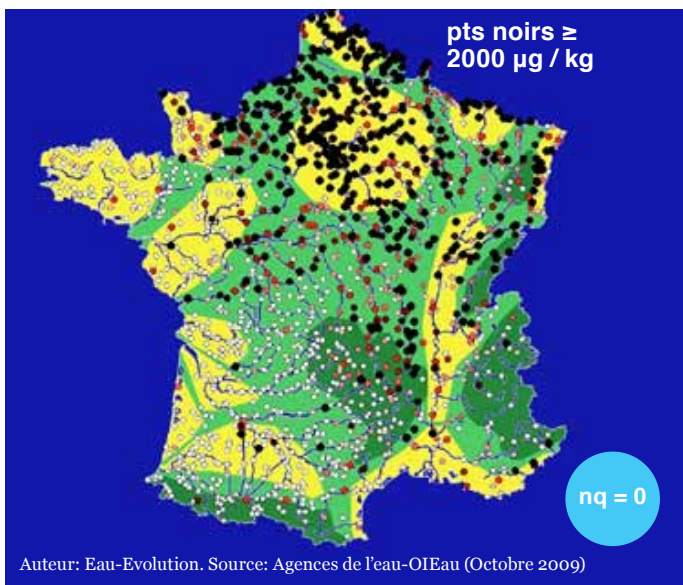 pts noirs ≥
2000 µg / kg
nq = 0
Auteur: Eau-Evolution. Source: Agences de l'eau-OIEau (Octobre 2009)